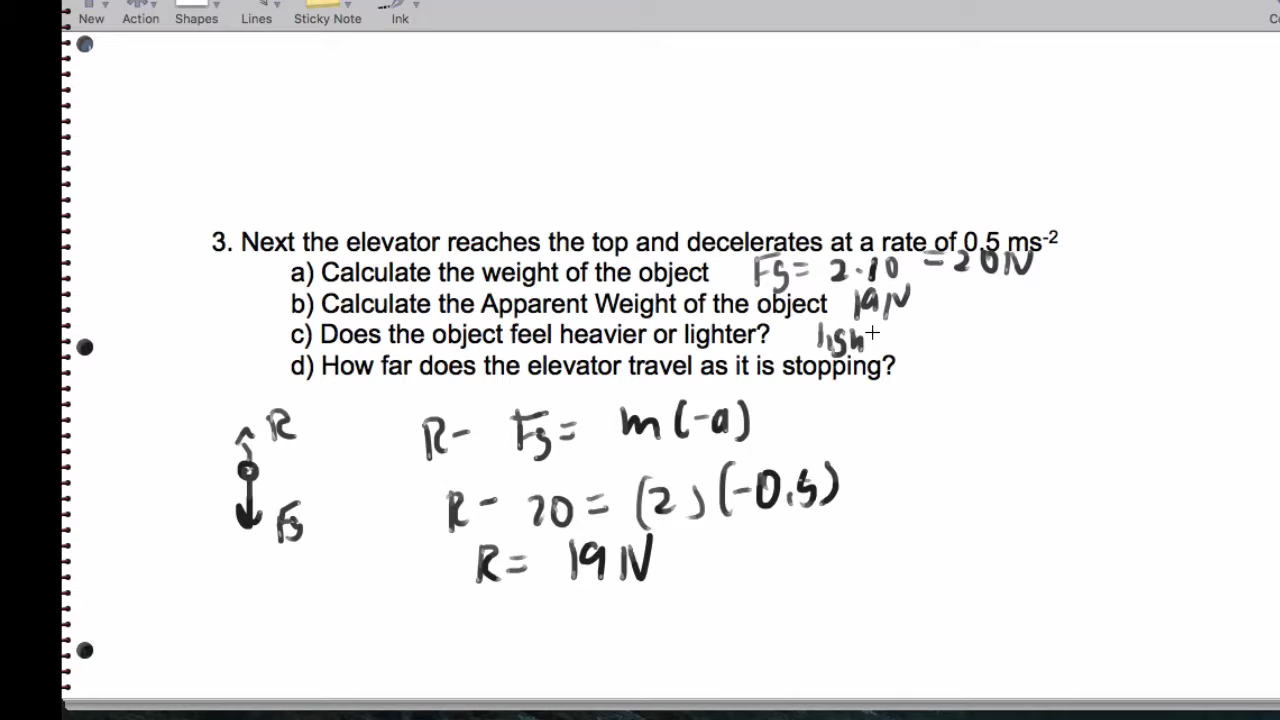 New Action Shapes Lines Sticky Note Ink
3. Next the elevator reaches the top and decelerates at a rate of 0.5 ms-2
a) Calculate the weight of the object Fg = 2·10 = 20N
b) Calculate the Apparent Weight of the object 19N
c) Does the object feel heavier or lighter? ligh
d) How far does the elevator travel as it is stopping?
R
Fg
R - Fg = m(-a)
R - 20 = (2)(-0.5)
R = 19N